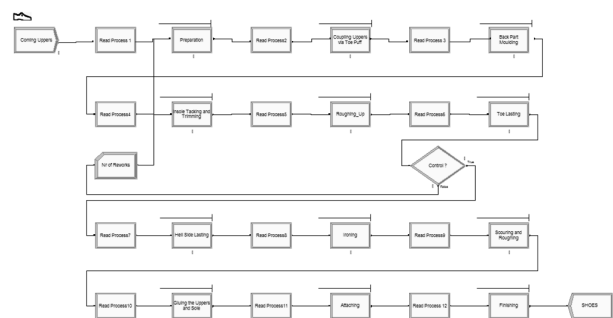 Coming Uppers
Read Process 1
Preparation
Read Process2
Coupling Uppers
via Toe Puff
Read Process 3
Back Part
Moulding
Read Process4
Inside Tacking and
Trimming
Read Process5
Roughing_Up
Read Process6
Toe Lasting
Nr of Reworks
Control ?
True
False
Read Process7
Hell Side Lasting
Read Process8
Ironing
Read Process9
Scouring and
Roughing
Read Process10
Gluing the Uppers
and Sole
Read Process11
Attaching
Read Process 12
Finishing
SHOES